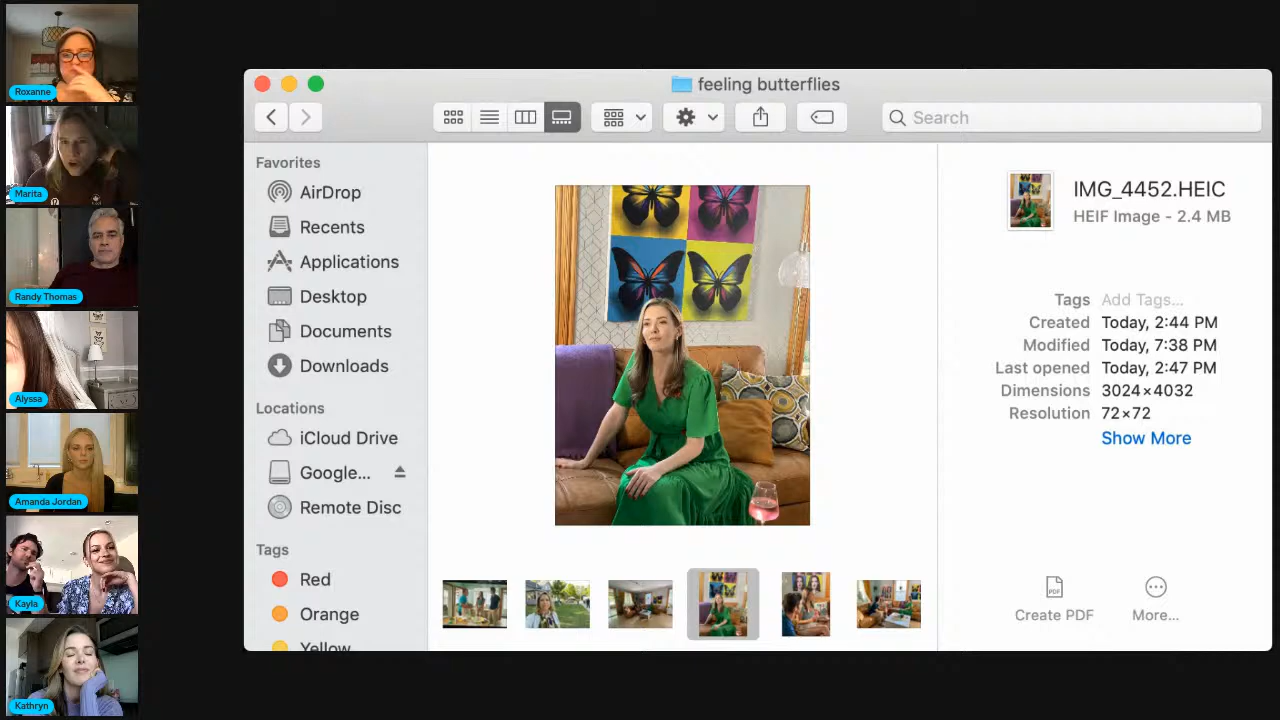 Roxanne
Marita
Randy Thomas
Alyssa
Amanda Jordan
Kayla
Kathryn
feeling butterflies
Search
Favorites
AirDrop
Recents
Applications
Desktop
Documents
Downloads
Locations
iCloud Drive
Google...
Remote Disc
Tags
Red
Orange
Yellow
IMG_4452.HEIC
HEIF Image - 2.4 MB
Tags Add Tags...
Created Today, 2:44 PM
Modified Today, 7:38 PM
Last opened Today, 2:47 PM
Dimensions 3024×4032
Resolution 72×72
Show More
PDF
Create PDF
More...